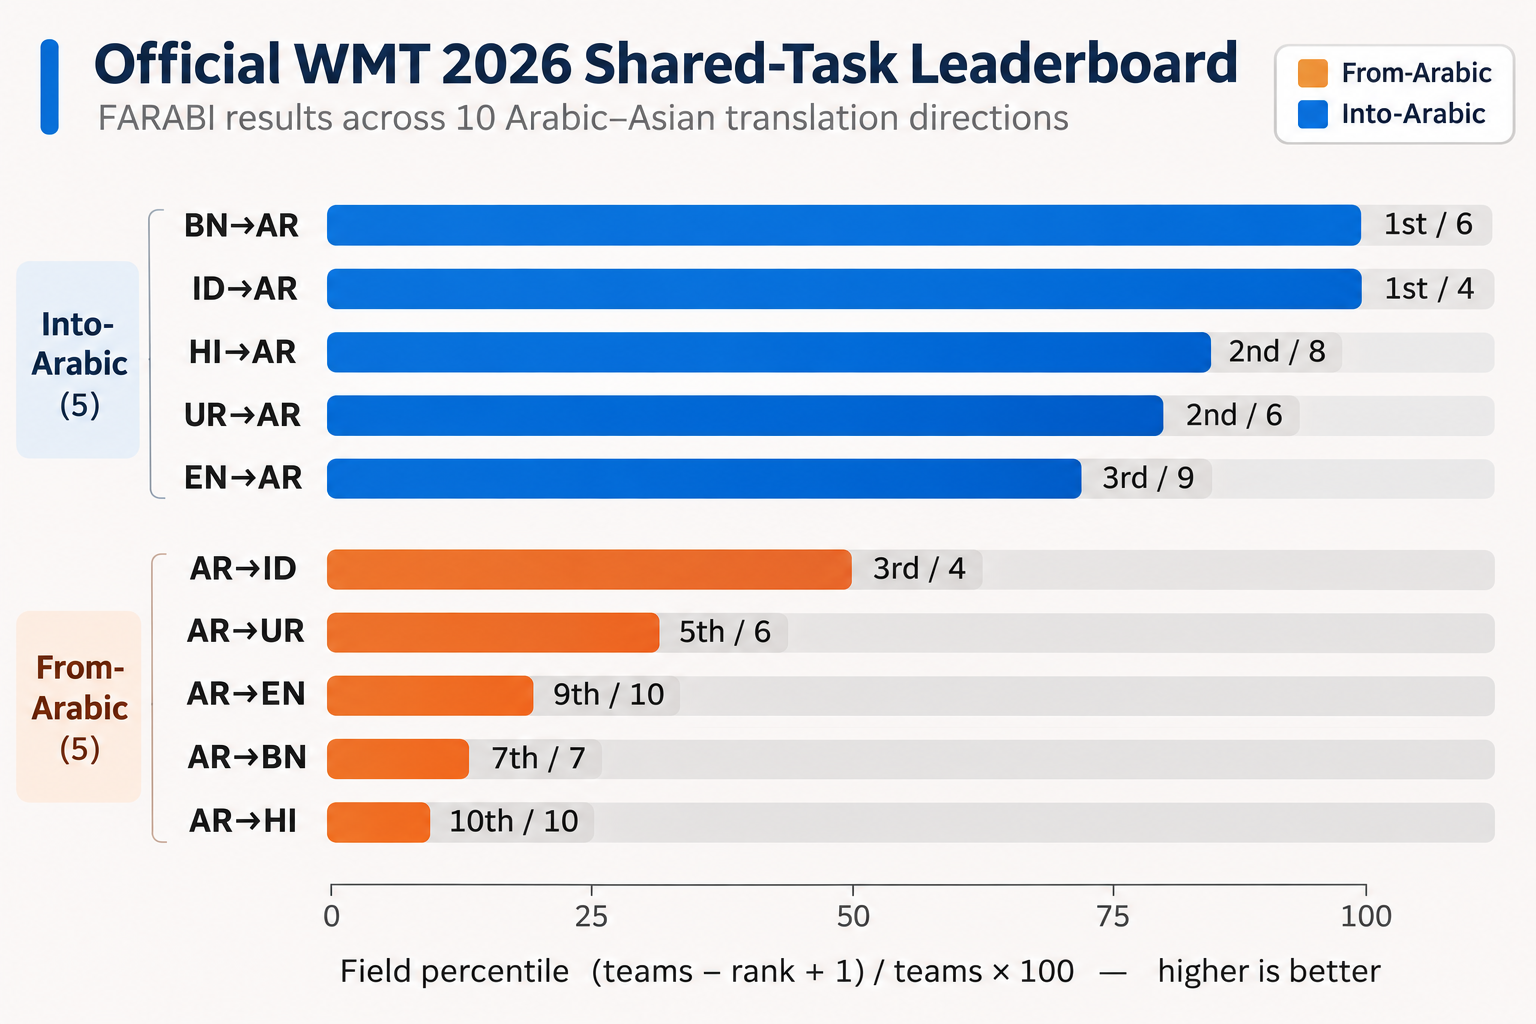 Official WMT 2026 Shared-Task Leaderboard
FARABI results across 10 Arabic–Asian translation directions
From-Arabic
Into-Arabic
Into-
Arabic
(5)
BN→AR 1st / 6
ID→AR 1st / 4
HI→AR 2nd / 8
UR→AR 2nd / 6
EN→AR 3rd / 9
From-
Arabic
(5)
AR→ID 3rd / 4
AR→UR 5th / 6
AR→EN 9th / 10
AR→BN 7th / 7
AR→HI 10th / 10
0 25 50 75 100
Field percentile (teams – rank + 1) / teams × 100 — higher is better